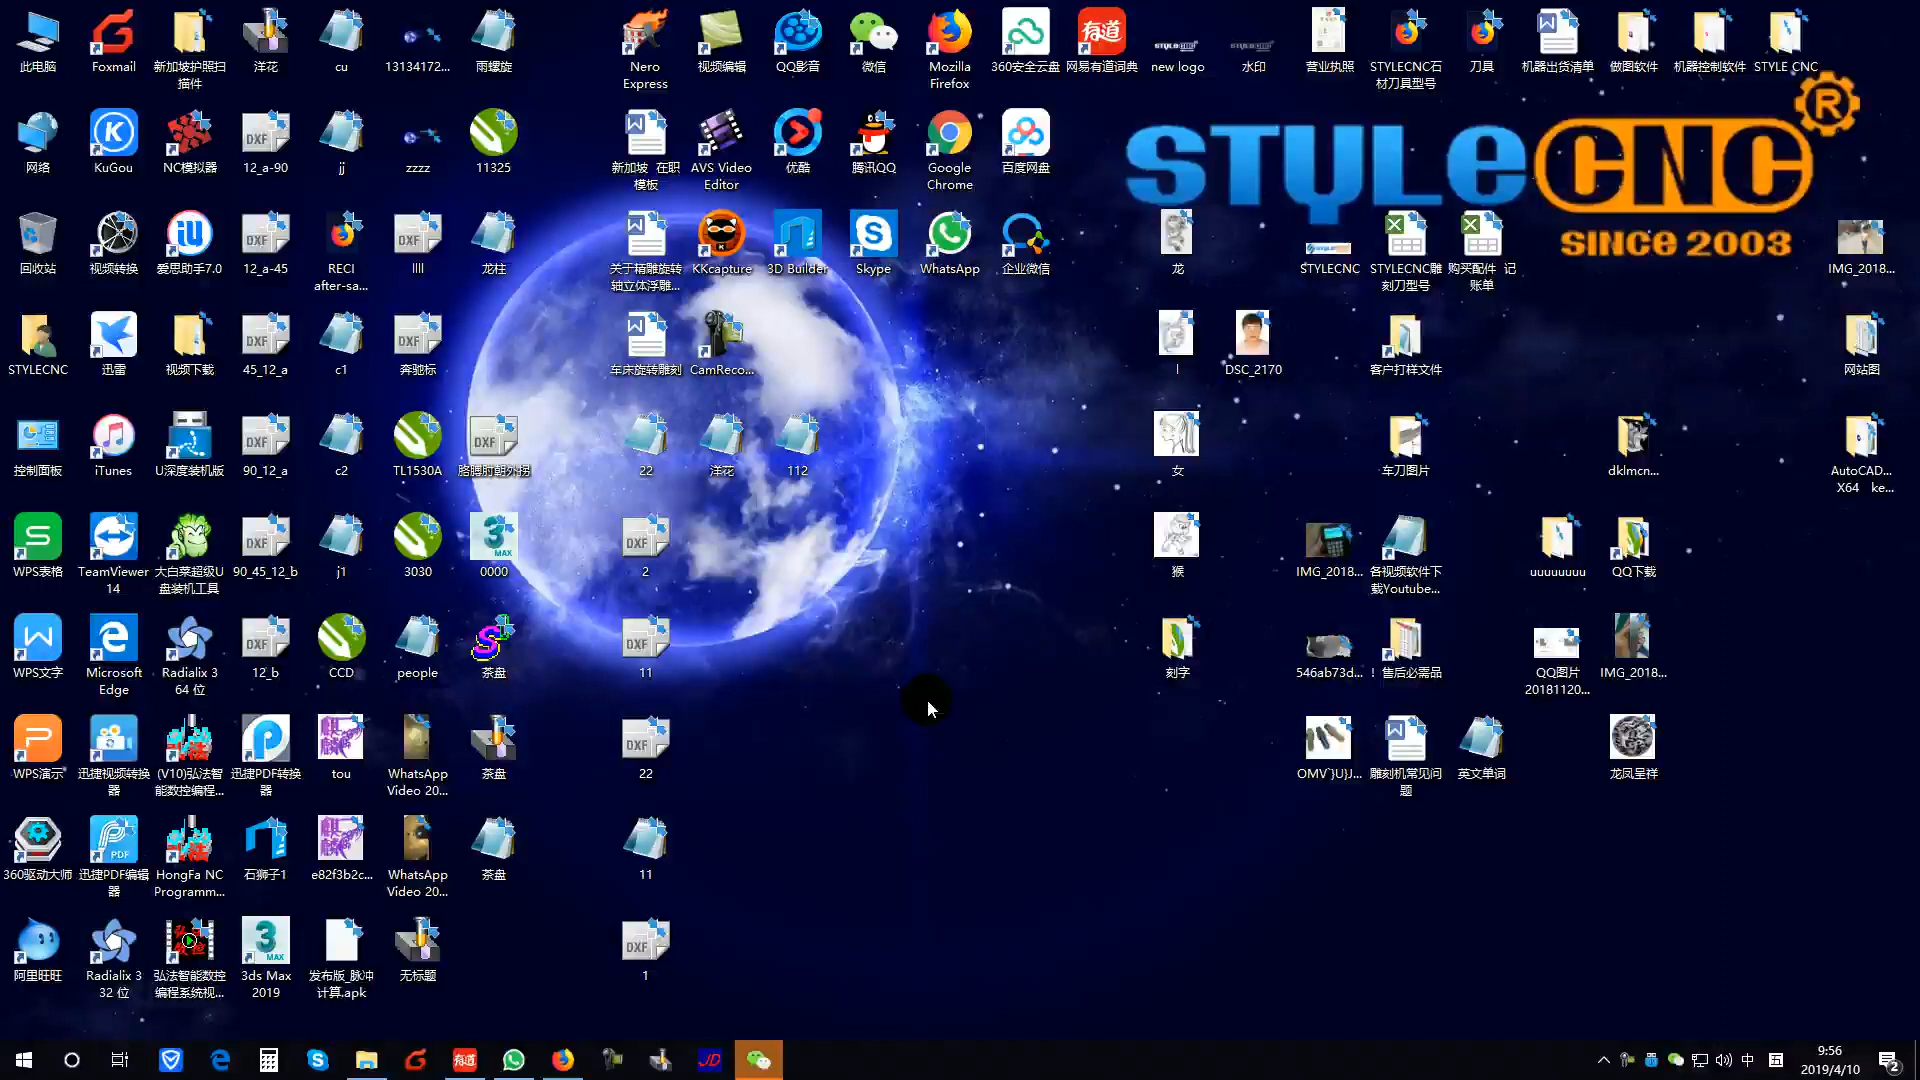 此电脑
Foxmail
新加坡护照扫
描件
洋花
cu
13134172...
雨螺旋
Nero
Express
视频编辑
QQ影音
微信
Mozilla
Firefox
360安全云盘
有道
网易有道词典
new logo
水印
营业执照
STYLECNC石
材刀具型号
刀具
机器出货清单
做图软件
机器控制软件
STYLE CNC
STYLECNC®
SINCE 2003
网络
KuGou
NC模拟器
12_a-90
jj
zzzz
11325
新加坡 在职
模板
AVS Video
Editor
优酷
腾讯QQ
Google
Chrome
百度网盘
回收站
视频转换
爱思助手7.0
12_a-45
RECI
after-sa...
llll
龙柱
关于精雕旋转
轴立体浮雕...
KKcapture
3D Builder
Skype
WhatsApp
企业微信
龙
STYLECNC
STYLECNC雕
刻刀型号
购买配件 记
账单
IMG_2018...
STYLECNC
迅雷
视频下载
45_12_a
c1
奔驰标
车床旋转雕刻
CamReco...
DSC_2170
客户打样文件
网站图
控制面板
iTunes
U深度装机版
90_12_a
c2
TL1530A
胳膊肘朝外拐
22
洋花
112
女
车刀图片
dklmcn...
AutoCAD...
X64 ke...
WPS表格
TeamViewer
14
大白菜超级U
盘装机工具
90_45_12_b
j1
3030
0000
2
猴
IMG_2018...
各视频软件下
载Youtube...
uuuuuuuu
QQ下载
WPS文字
Microsoft
Edge
Radialix 3
64 位
12_b
CCD
people
茶盘
11
刻字
546ab73d...
! 售后必需品
QQ图片
20181120...
IMG_2018...
WPS演示
迅捷视频转换
器
(V10)弘法智
能数控编程...
迅捷PDF转换
器
tou
WhatsApp
Video 20...
茶盘
22
OMV`}U}J...
雕刻机常见问
题
英文单词
龙凤呈祥
360驱动大师
迅捷PDF编辑
器
HongFa NC
Programm...
石狮子1
e82f3b2c...
WhatsApp
Video 20...
茶盘
11
阿里旺旺
Radialix 3
32 位
弘法智能数控
编程系统视...
3ds Max
2019
发布版_脉冲
计算.apk
无标题
1
有道
JD
中
五
9:56
2019/4/10
2